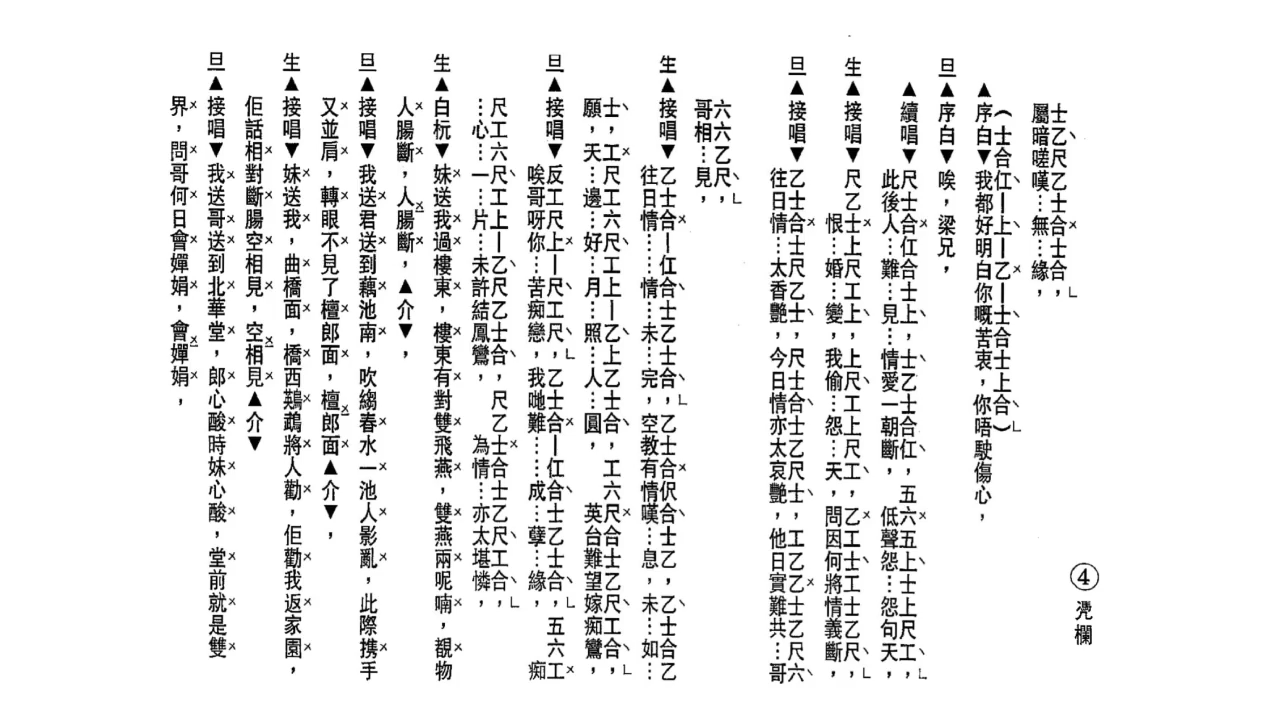 ④ 凴欄
士乙尺乙士合士合,
屬暗嗟嘆…無…緣,
(士合仜—上—乙—士合士上合)
▲序白▼我都好明白你嘅苦衷,你唔駛傷心,
旦▲序白▼唉,梁兄,
▲續唱▼尺士合仜合士上,士乙士合仜,五六五上士上尺工,
此後人…難…見…情愛一朝斷,低聲怨…怨句天,
生▲接唱▼尺乙士上尺工上,上尺工上尺工,乙工士工士乙尺,
恨…婚…變,我偷…怨…天,問因何將情義斷,
旦▲接唱▼乙士合士尺乙士,尺士合士乙尺士,工乙乙士乙尺六
往日情…太香艷,今日情亦太哀艷,他日實難共…哥
六六乙尺,
哥相…見,
生▲接唱▼乙士合—仜合士乙士合,乙士合伬合士乙,乙士合乙
往日情…情…未…完,空教有情嘆…息,未…如…
士,工尺工六尺工上—乙上乙士合,工六尺合士乙尺工合,
願,天…邊…好…月…照…人…圓,英台難望嫁痴鸞,
旦▲接唱▼反工尺上—尺工尺,乙士合—仜合士乙士合,五六工
唉哥呀你…苦痴戀,我哋難……成…孽…緣,痴
尺工六尺工上—乙尺乙士合,尺乙士合士乙尺工合,
…心…一…片…未許結鳳鸞,為情…亦太堪憐,
生▲白杬▼妹送我過樓東,樓東有對雙飛燕,雙燕兩呢喃,覩物
人腸斷,人腸斷,▲介▼,
旦▲接唱▼我送君送到藕池南,吹縐春水一池人影亂,此際携手
又並肩,轉眼不見了檀郎面,檀郎面▲介▼,
生▲接唱▼妹送我,曲橋面,橋西鶼鶘將人勸,佢勸我返家園,
佢話相對斷腸空相見,空相見▲介▼
旦▲接唱▼我送哥送到北華堂,郎心酸時妹心酸,堂前就是雙
界,問哥何日會嬋娟,會嬋娟,